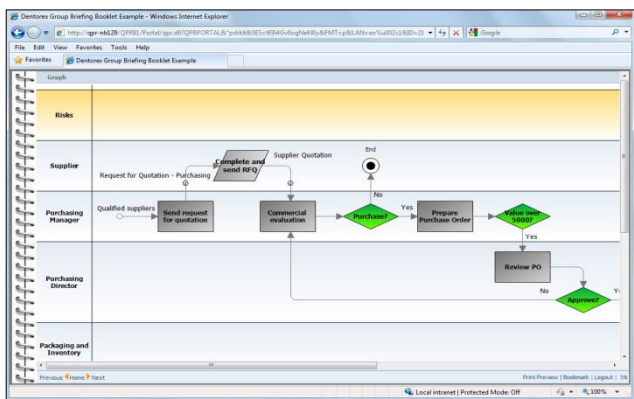 Dentorex Group Briefing Booklet Example - Windows Internet Explorer
Google
File Edit View Favorites Tools Help
Favorites Dentorex Group Briefing Booklet Example
Graph
Risks
Supplier
Complete and
send RFQ
Supplier Quotation
End
Request for Quotation - Purchasing
No
Purchasing
Manager
Qualified suppliers
Send request
for quotation
Commercial
evaluation
Purchase?
Yes
Prepare
Purchase Order
Value over
5000?
Yes
Purchasing
Director
Review PO
No
Approve?
Packaging and
Inventory
Previous Home Next
Print Preview | Bookmark | Logout |
Local intranet | Protected Mode: Off
100%